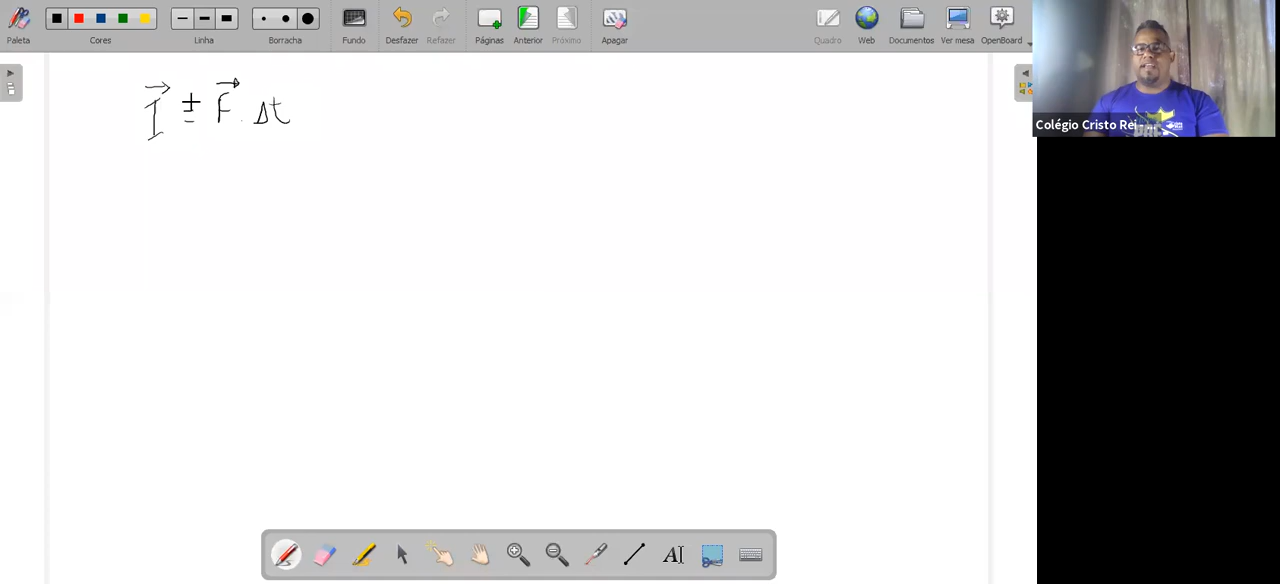 Paleta
Cores
Linha
Borracha
Fundo
Desfazer
Refazer
Páginas
Anterior
Próximo
Apagar
Quadro
Web
Documentos
Ver mesa
OpenBoard
I⃗ ± F⃗ . Δt
Colégio Cristo Rei - ...
AI